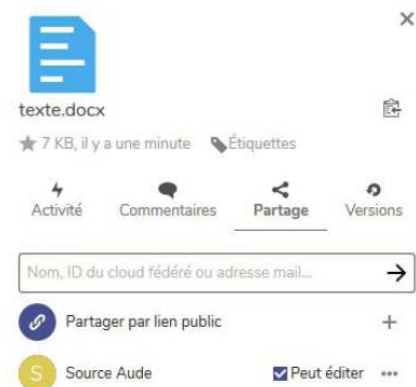 texte.docx
7 KB, il y a une minute Étiquettes
Activité Commentaires Partage Versions
Nom, ID du cloud fédéré ou adresse mail...
Partager par lien public
S Source Aude Peut éditer